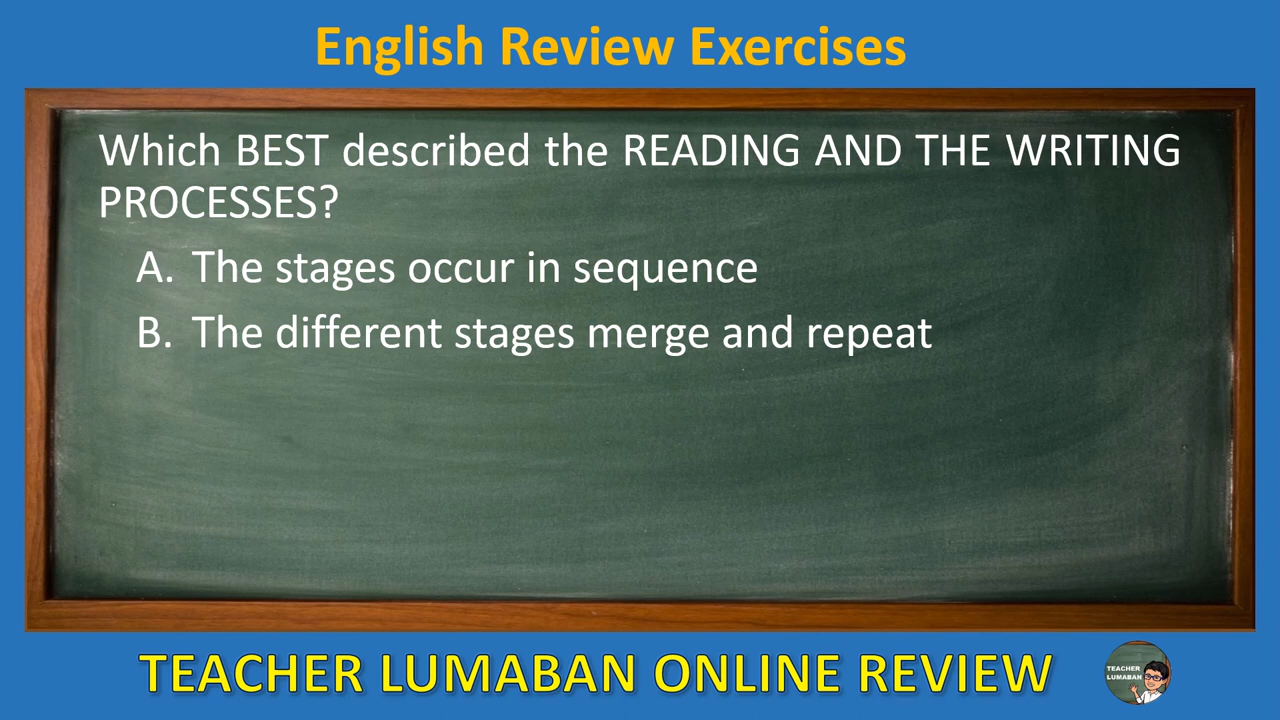 English Review Exercises
Which BEST described the READING AND THE WRITING
PROCESSES?
A. The stages occur in sequence
B. The different stages merge and repeat
TEACHER LUMABAN ONLINE REVIEW
TEACHER
LUMABAN